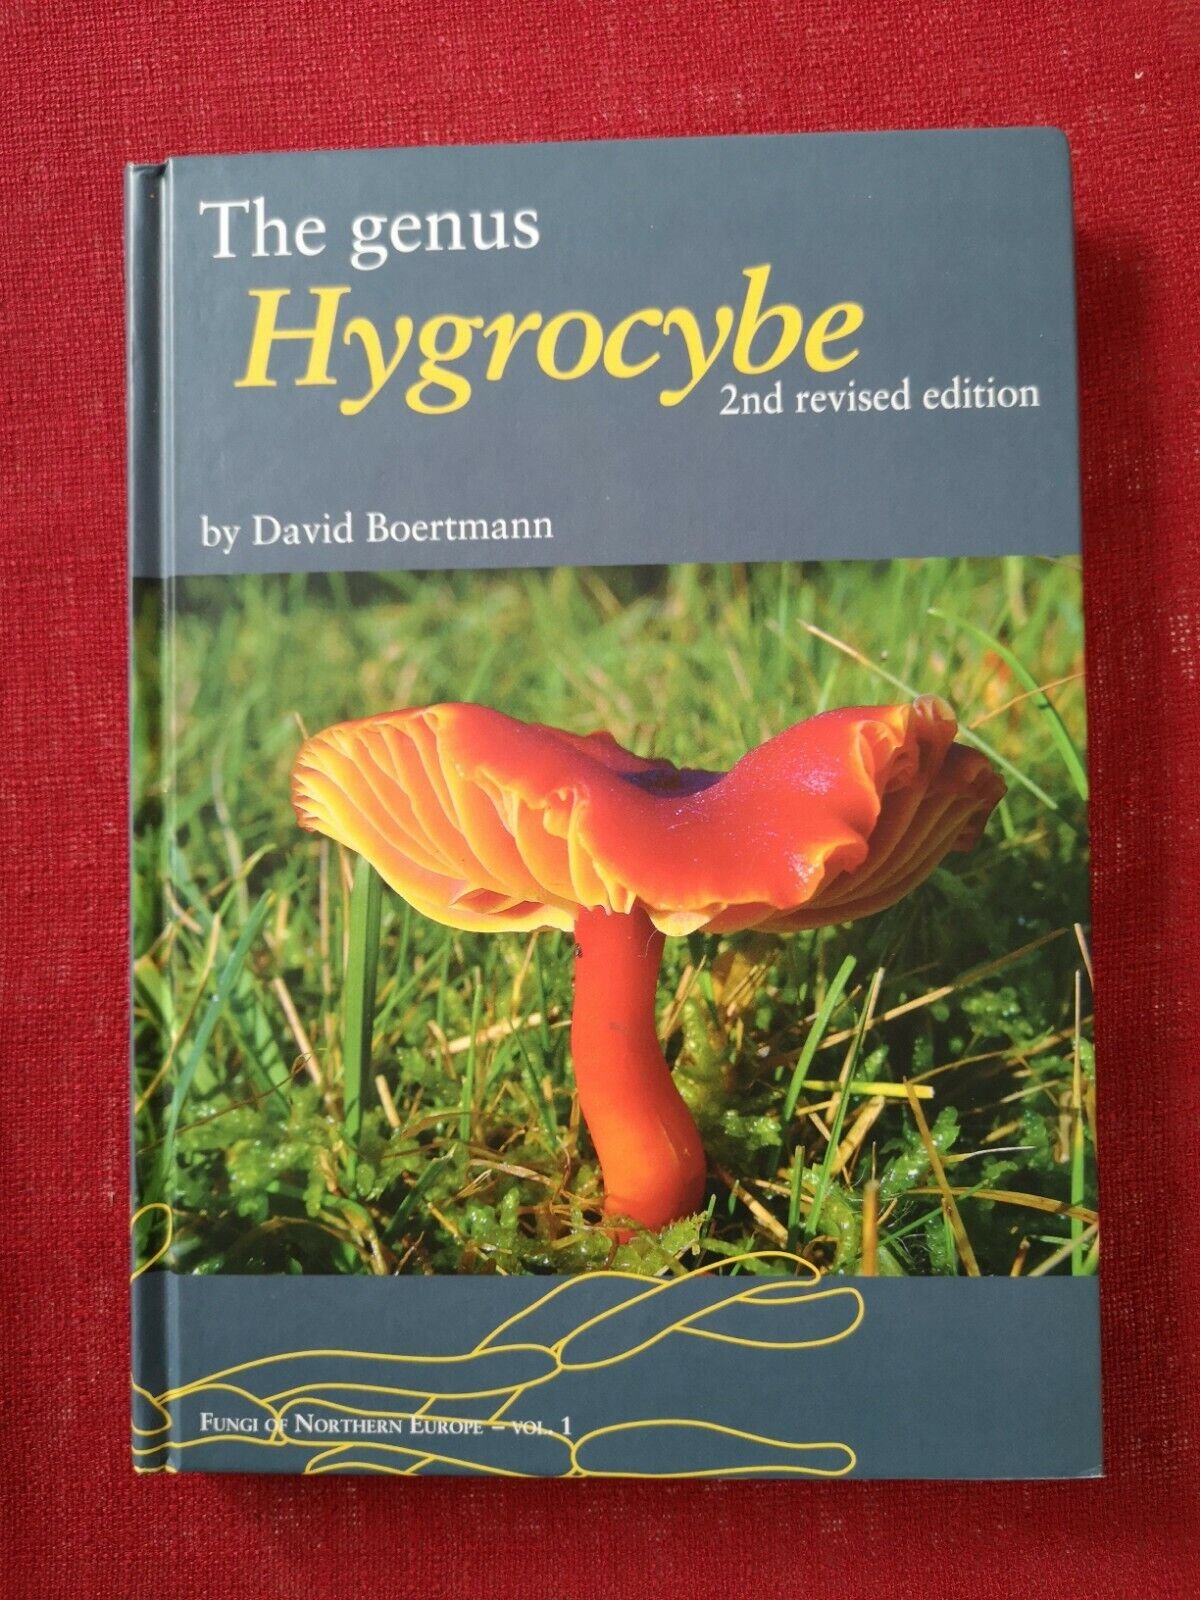 The genus
Hygrocybe
2nd revised edition
by David Boertmann
Fungi of Northern Europe – vol. 1